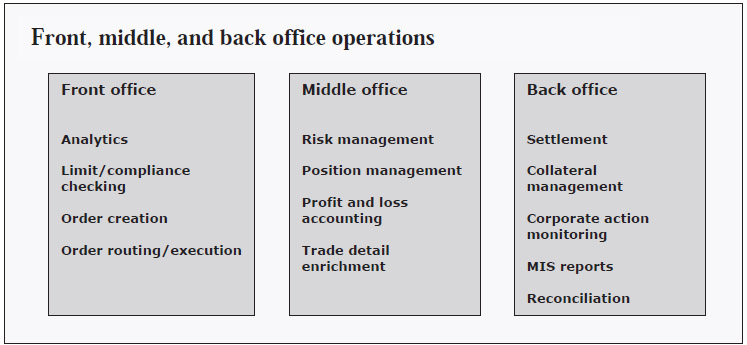 Front, middle, and back office operations
Front office
Analytics
Limit/compliance
checking
Order creation
Order routing/execution
Middle office
Risk management
Position management
Profit and loss
accounting
Trade detail
enrichment
Back office
Settlement
Collateral
management
Corporate action
monitoring
MIS reports
Reconciliation